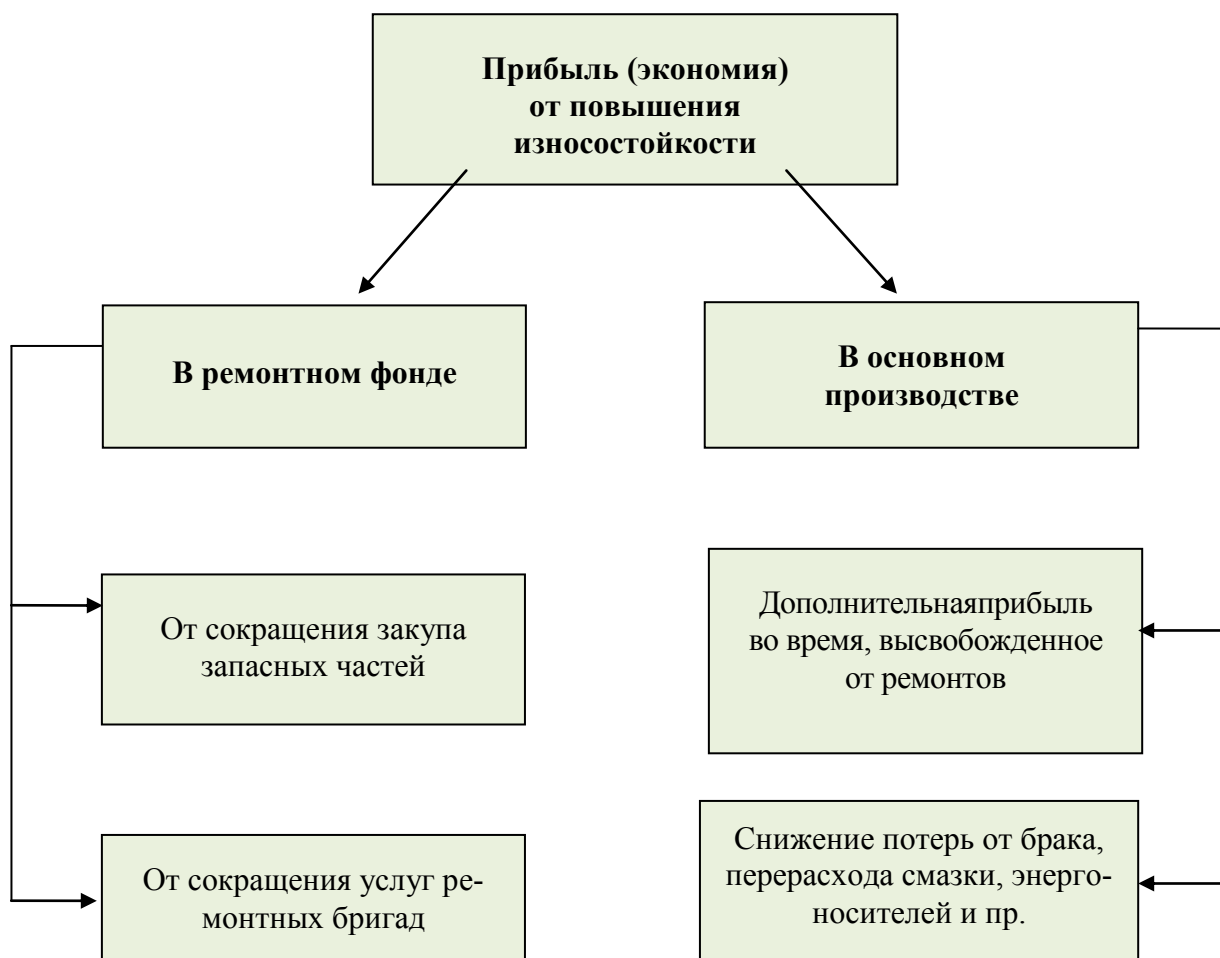 Прибыль (экономия)
от повышения
износостойкости
В ремонтном фонде
В основном
производстве
От сокращения закупа
запасных частей
Дополнительнаяприбыль
во время, высвобожденное
от ремонтов
От сокращения услуг ре-
монтных бригад
Снижение потерь от брака,
перерасхода смазки, энерго-
носителей и пр.